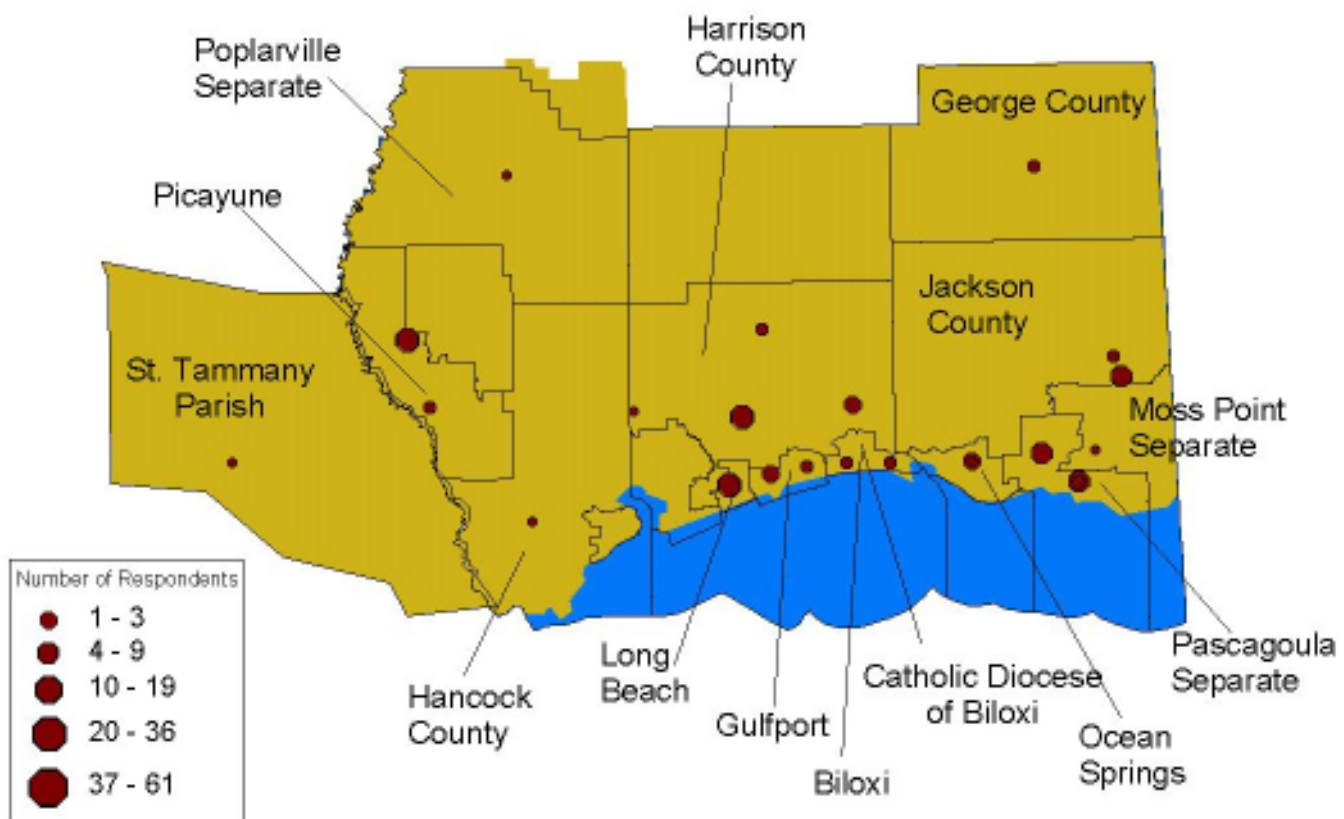 Poplarville
Separate
Harrison
County
George County
Picayune
Jackson
County
St. Tammany
Parish
Moss Point
Separate
Number of Respondents
1 - 3
4 - 9
10 - 19
20 - 36
37 - 61
Hancock
County
Long
Beach
Gulfport
Biloxi
Catholic Diocese
of Biloxi
Ocean
Springs
Pascagoula
Separate